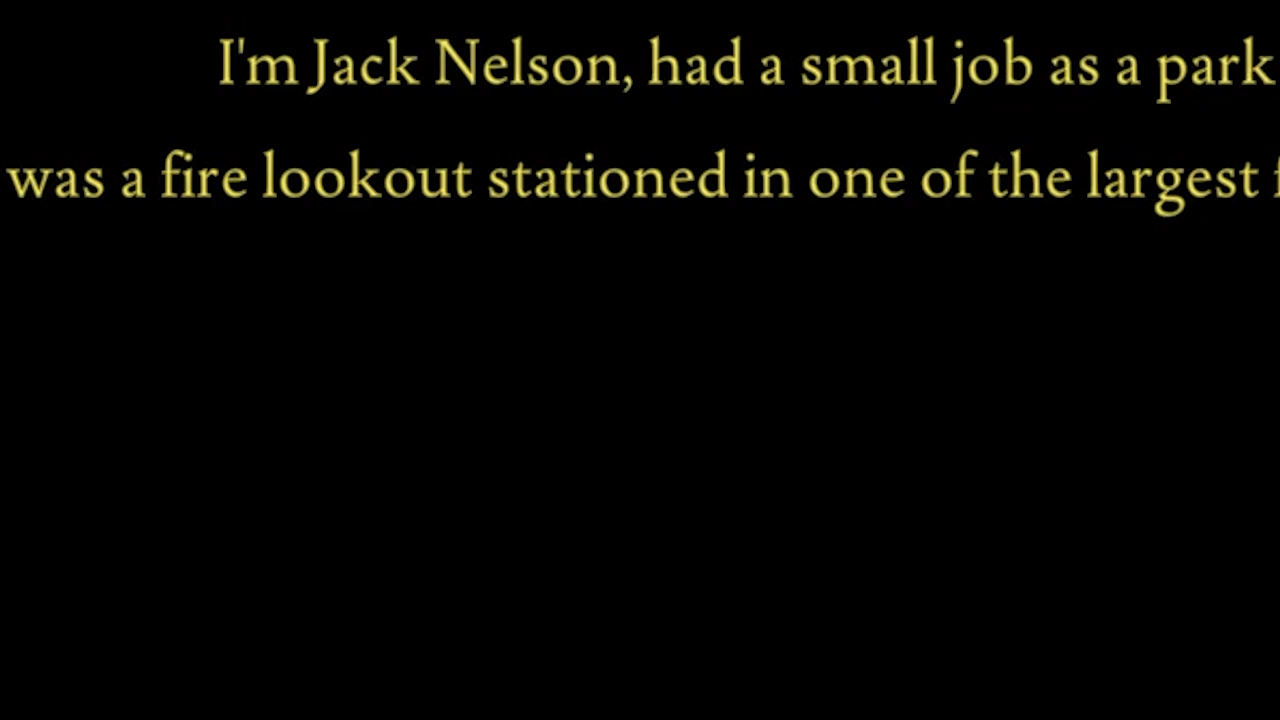 I'm Jack Nelson, had a small job as a park
was a fire lookout stationed in one of the largest